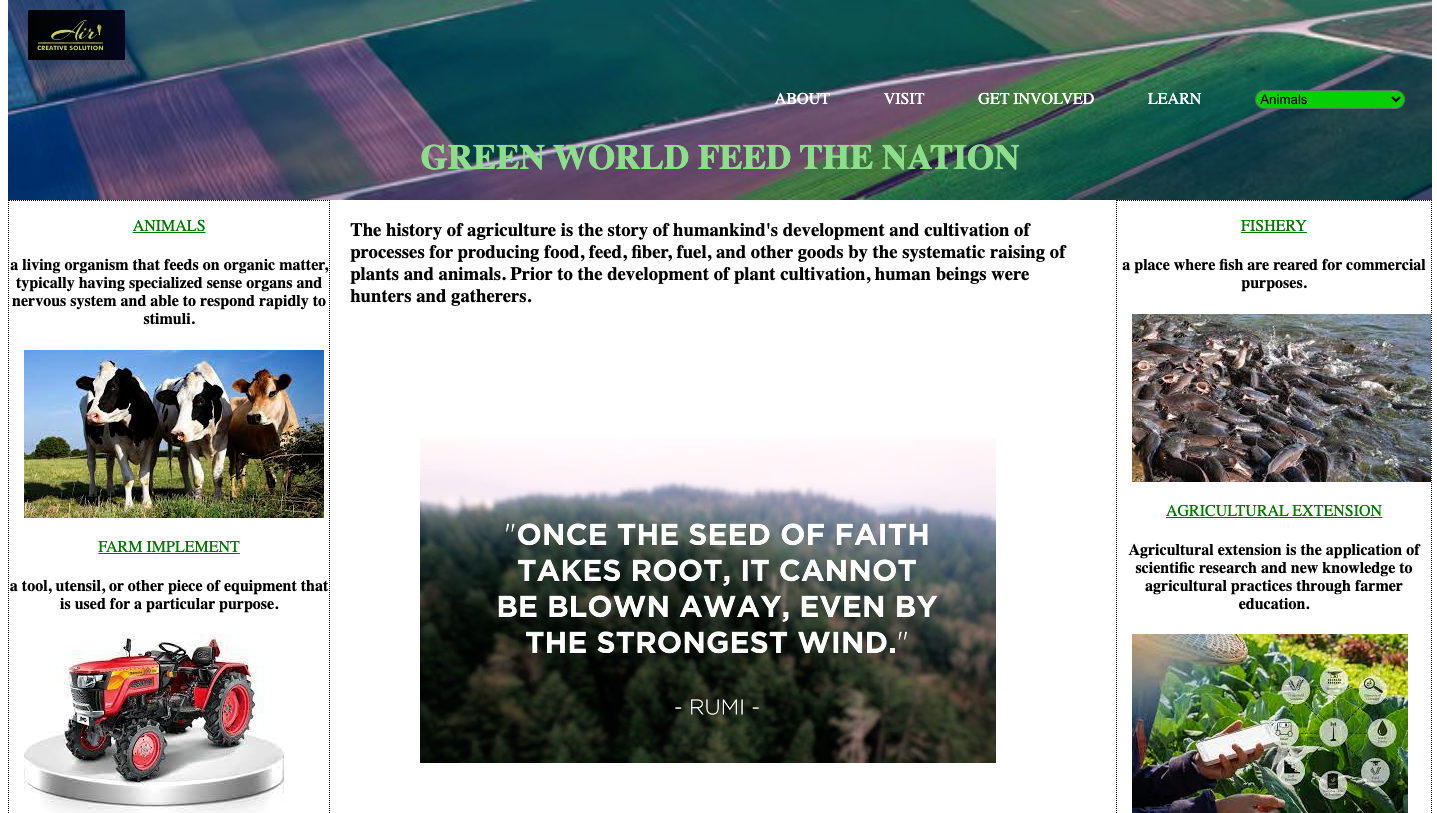 Air
CREATIVE SOLUTION
ABOUT
VISIT
GET INVOLVED
LEARN
Animals
GREEN WORLD FEED THE NATION
ANIMALS
a living organism that feeds on organic matter,
typically having specialized sense organs and
nervous system and able to respond rapidly to
stimuli.
FARM IMPLEMENT
a tool, utensil, or other piece of equipment that
is used for a particular purpose.
The history of agriculture is the story of humankind's development and cultivation of
processes for producing food, feed, fiber, fuel, and other goods by the systematic raising of
plants and animals. Prior to the development of plant cultivation, human beings were
hunters and gatherers.
"ONCE THE SEED OF FAITH
TAKES ROOT, IT CANNOT
BE BLOWN AWAY, EVEN BY
THE STRONGEST WIND."
- RUMI -
FISHERY
a place where fish are reared for commercial
purposes.
AGRICULTURAL EXTENSION
Agricultural extension is the application of
scientific research and new knowledge to
agricultural practices through farmer
education.